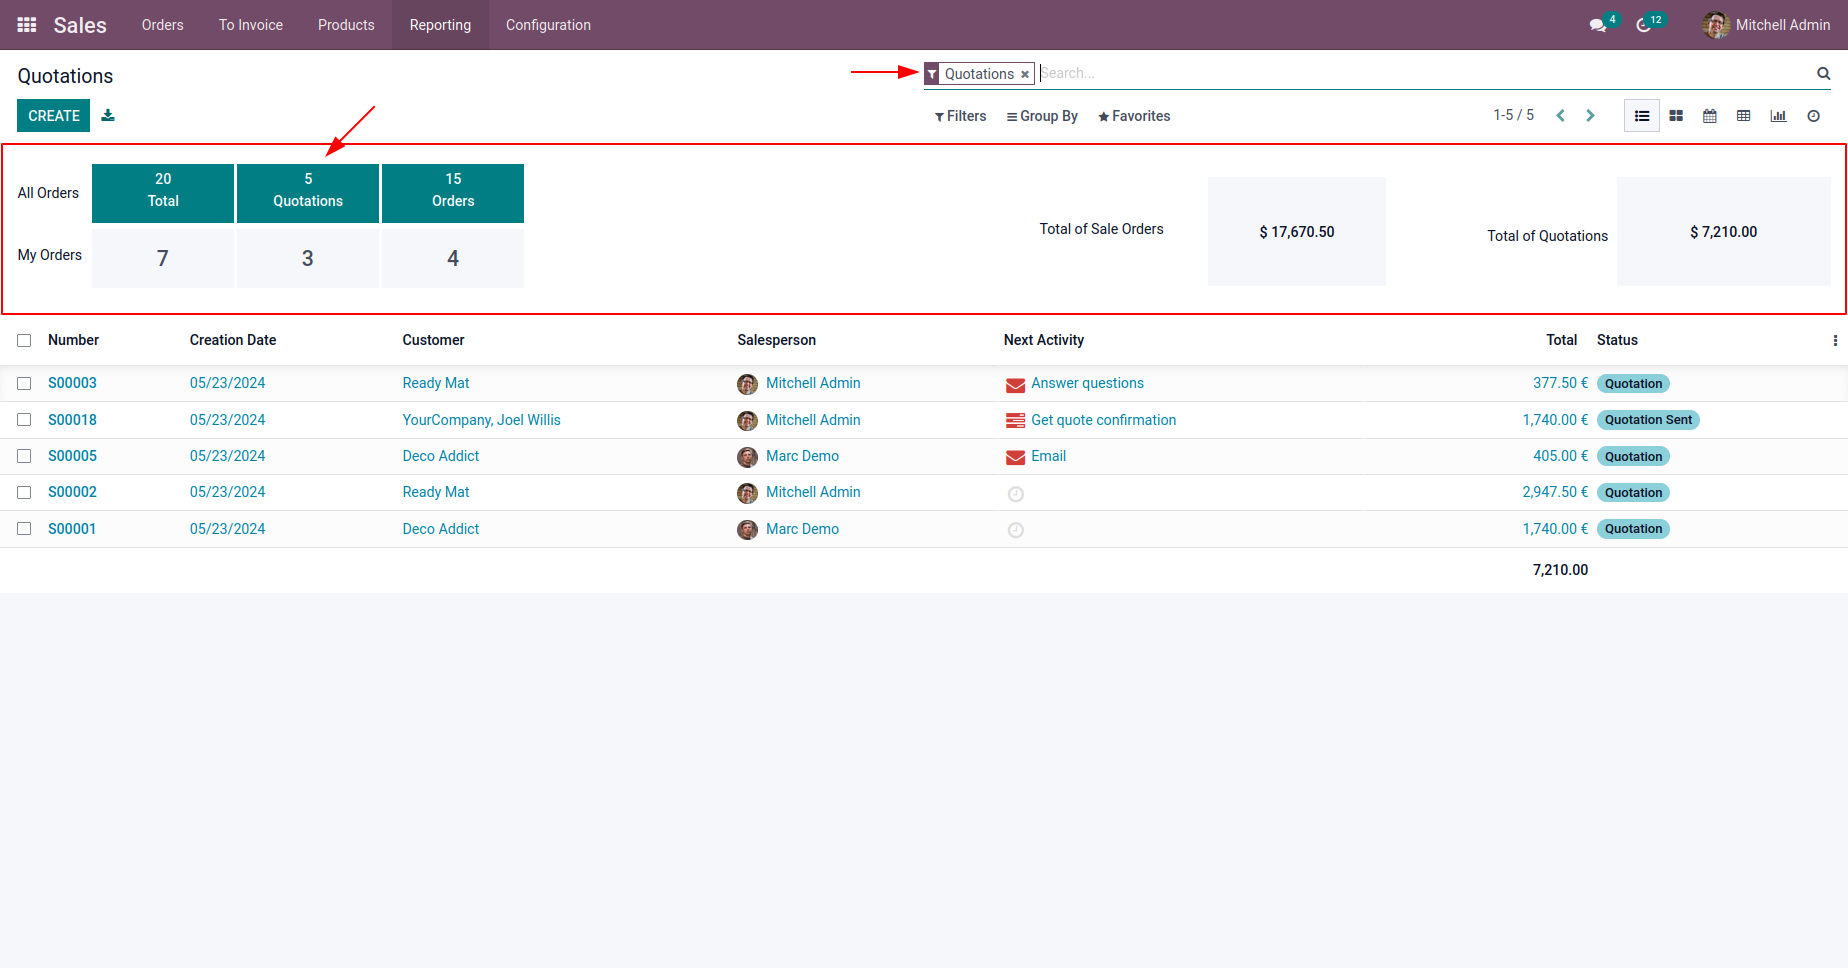 Sales Orders To Invoice Products Reporting Configuration 4 12 Mitchell Admin
Quotations
Quotations × Search...
CREATE
Filters Group By Favorites 1-5 / 5
All Orders 20 Total 5 Quotations 15 Orders
My Orders 7 3 4
Total of Sale Orders $ 17,670.50
Total of Quotations $ 7,210.00
Number Creation Date Customer Salesperson Next Activity Total Status
S00003 05/23/2024 Ready Mat Mitchell Admin Answer questions 377.50 € Quotation
S00018 05/23/2024 YourCompany, Joel Willis Mitchell Admin Get quote confirmation 1,740.00 € Quotation Sent
S00005 05/23/2024 Deco Addict Marc Demo Email 405.00 € Quotation
S00002 05/23/2024 Ready Mat Mitchell Admin 2,947.50 € Quotation
S00001 05/23/2024 Deco Addict Marc Demo 1,740.00 € Quotation
7,210.00